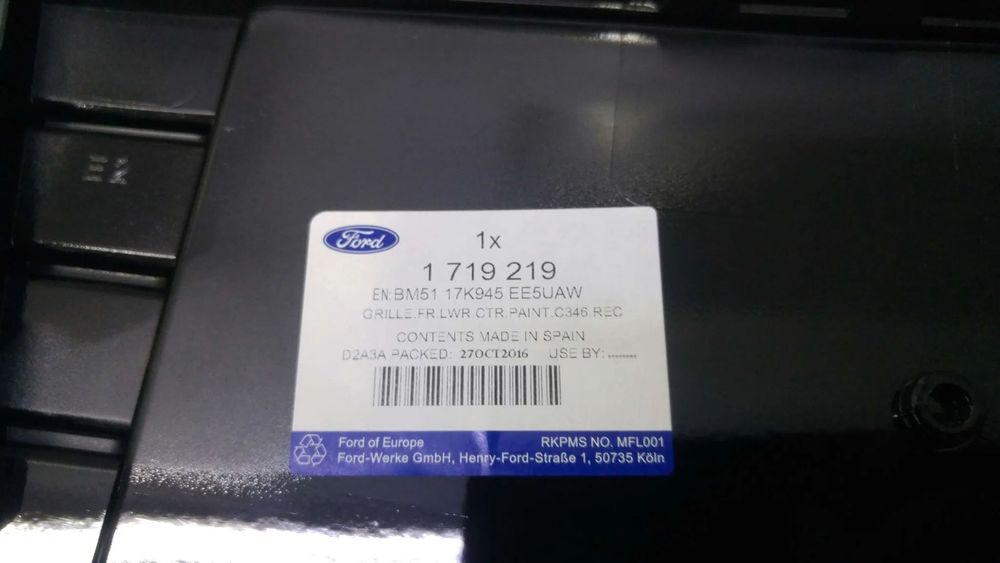 E2
Ford
1x
1 719 219
EN:BM51 17K945 EE5UAW
GRILLE.FR.LWR.CTR.PAINT.C346.REC
CONTENTS MADE IN SPAIN
D2A3A PACKED: 27OCT2016 USE BY: ........
Ford of Europe RKPMS NO. MFL001
Ford-Werke GmbH, Henry-Ford-Straße 1, 50735 Köln